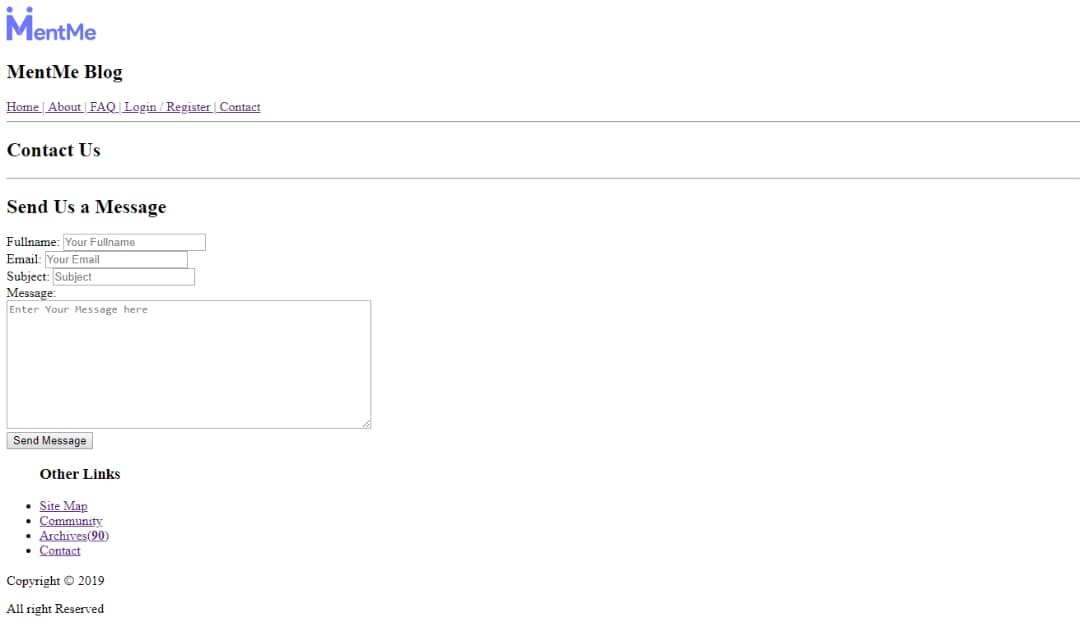 MentMe
MentMe Blog
Home | About | FAQ | Login / Register | Contact
Contact Us
Send Us a Message
Fullname: Your Fullname
Email: Your Email
Subject: Subject
Message:
Enter Your Message here
Send Message
Other Links
Site Map
Community
Archives(90)
Contact
Copyright © 2019
All right Reserved